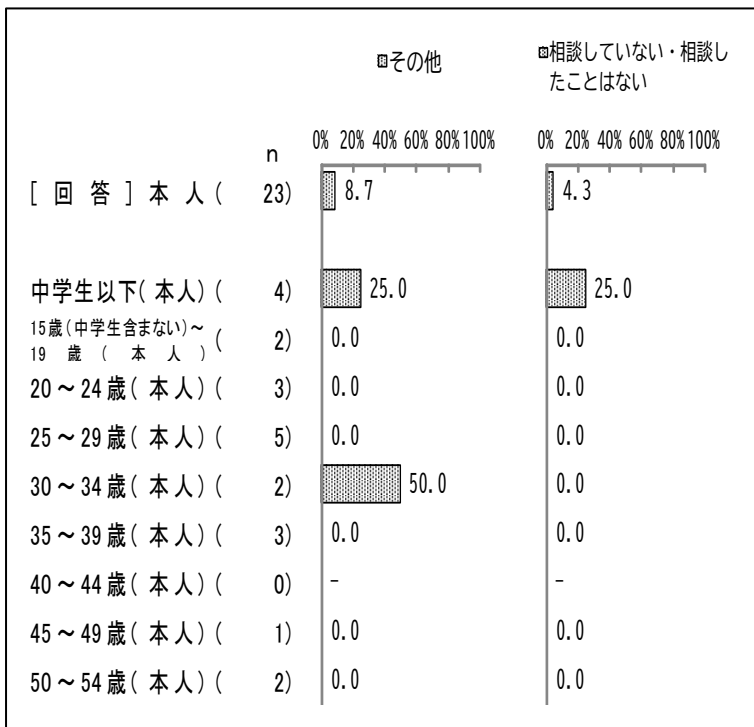 その他
相談していない・相談し
たことはない
0% 20% 40% 60% 80% 100%
0% 20% 40% 60% 80% 100%
n
[ 回 答 ] 本 人 ( 23) 8.7 4.3
中学生以下( 本人) ( 4) 25.0 25.0
15歳(中学生含まない)～
19 歳 ( 本 人 ) ( 2) 0.0 0.0
20～24歳( 本人) ( 3) 0.0 0.0
25～29歳( 本人) ( 5) 0.0 0.0
30～34歳( 本人) ( 2) 50.0 0.0
35～39歳( 本人) ( 3) 0.0 0.0
40～44歳( 本人) ( 0) - -
45～49歳( 本人) ( 1) 0.0 0.0
50～54歳( 本人) ( 2) 0.0 0.0